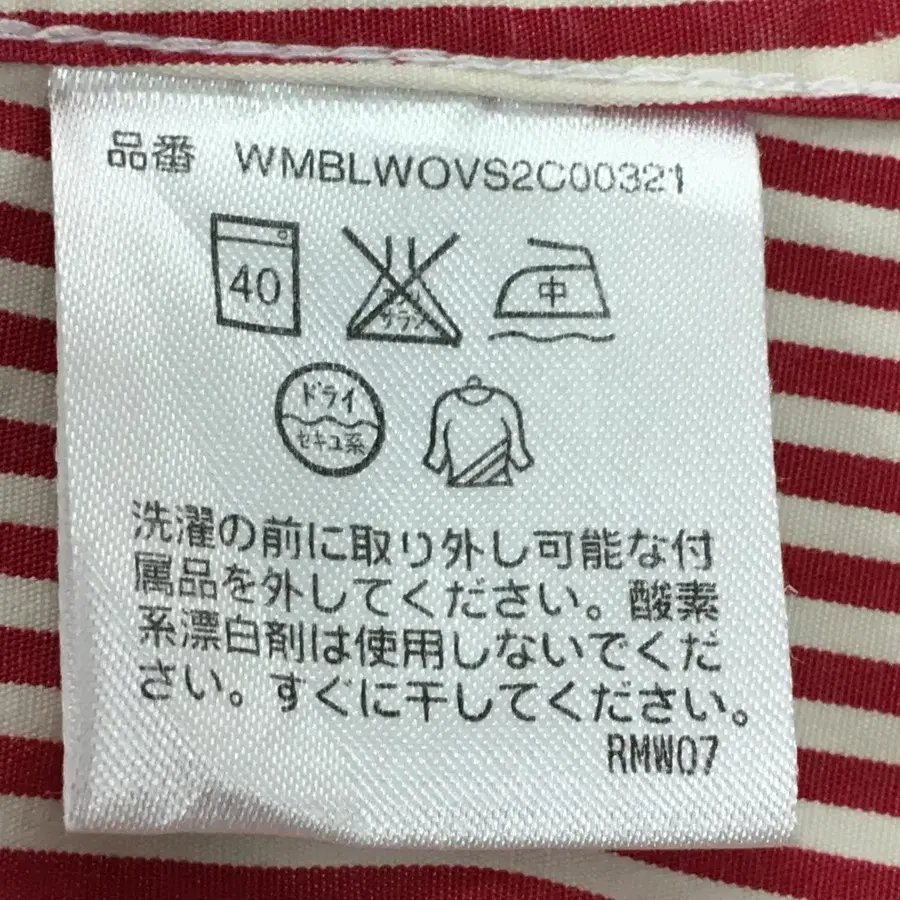 品番 WMBLWOVS2C00321
40
エンソ
サラシ
中
ドライ
セキユ系
洗濯の前に取り外し可能な付
属品を外してください。酸素
系漂白剤は使用しないでくだ
さい。すぐに干してください。
RMW07